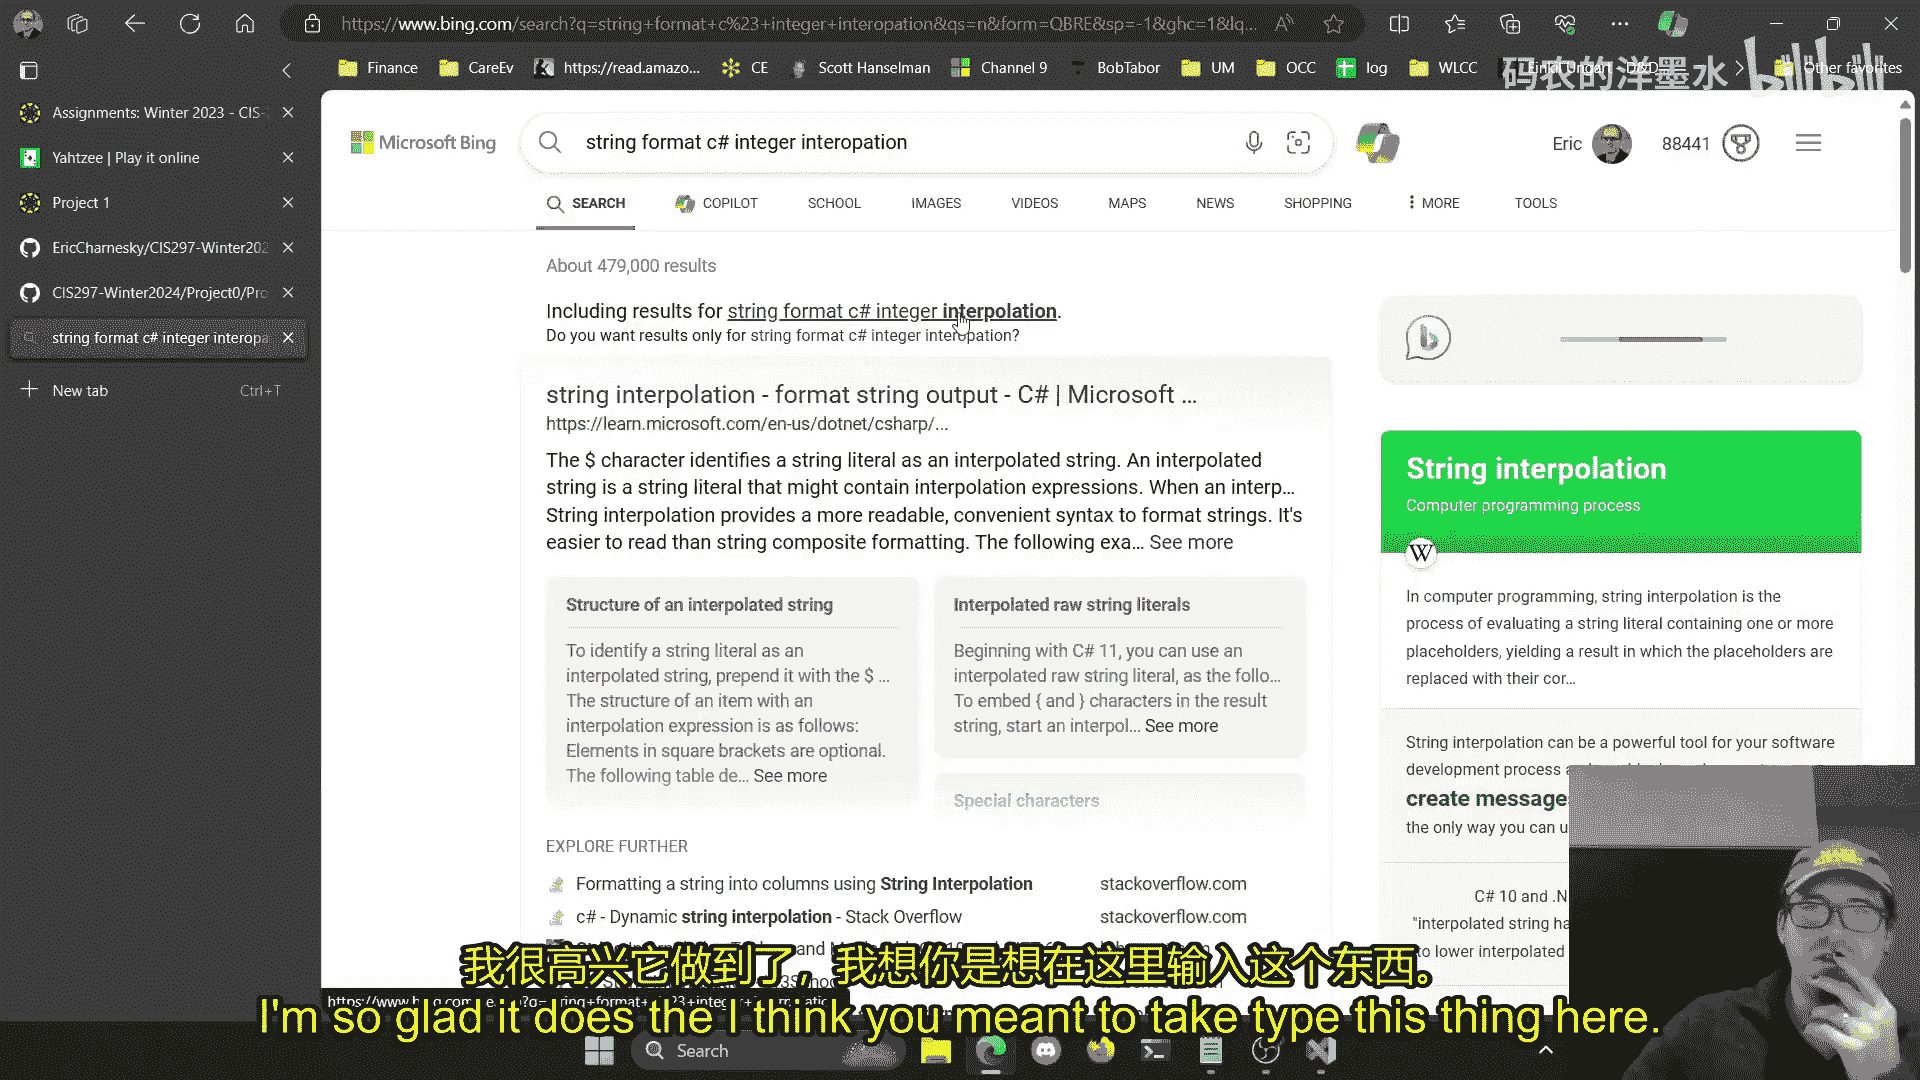 https://www.bing.com/search?q=string+format+c%23+integer+interopation&qs=n&form=QBRE&sp=-1&ghc=1&lq...
Finance
CareEv
https://read.amazo...
CE
Scott Hanselman
Channel 9
BobTabor
UM
OCC
log
WLCC
Other favorites
码农的洋墨水
bilibili
Assignments: Winter 2023 - CIS-
Yahtzee | Play it online
Project 1
EricCharnesky/CIS297-Winter202
CIS297-Winter2024/Project0/Pro
string format c# integer interopa
New tab
Ctrl+T
Microsoft Bing
string format c# integer interopation
Eric
88441
SEARCH
COPILOT
SCHOOL
IMAGES
VIDEOS
MAPS
NEWS
SHOPPING
MORE
TOOLS
About 479,000 results
Including results for string format c# integer interpolation.
Do you want results only for string format c# integer interopation?
string interpolation - format string output - C# | Microsoft ...
https://learn.microsoft.com/en-us/dotnet/csharp/...
The $ character identifies a string literal as an interpolated string. An interpolated
string is a string literal that might contain interpolation expressions. When an interp...
String interpolation provides a more readable, convenient syntax to format strings. It's
easier to read than string composite formatting. The following exa... See more
Structure of an interpolated string
To identify a string literal as an
interpolated string, prepend it with the $ ...
The structure of an item with an
interpolation expression is as follows:
Elements in square brackets are optional.
The following table de... See more
Interpolated raw string literals
Beginning with C# 11, you can use an
interpolated raw string literal, as the follo...
To embed { and } characters in the result
string, start an interpol... See more
Special characters
EXPLORE FURTHER
Formatting a string into columns using String Interpolation
stackoverflow.com
c# - Dynamic string interpolation - Stack Overflow
stackoverflow.com
String interpolation
Computer programming process
W
In computer programming, string interpolation is the
process of evaluating a string literal containing one or more
placeholders, yielding a result in which the placeholders are
replaced with their cor...
String interpolation can be a powerful tool for your software
development process
create message
the only way you can u
C# 10 and .N
"interpolated string ha
to lower interpolated
我很高兴它做到了，我想你是想在这里输入这个东西。
I'm so glad it does the I think you meant to take type this thing here.
Search